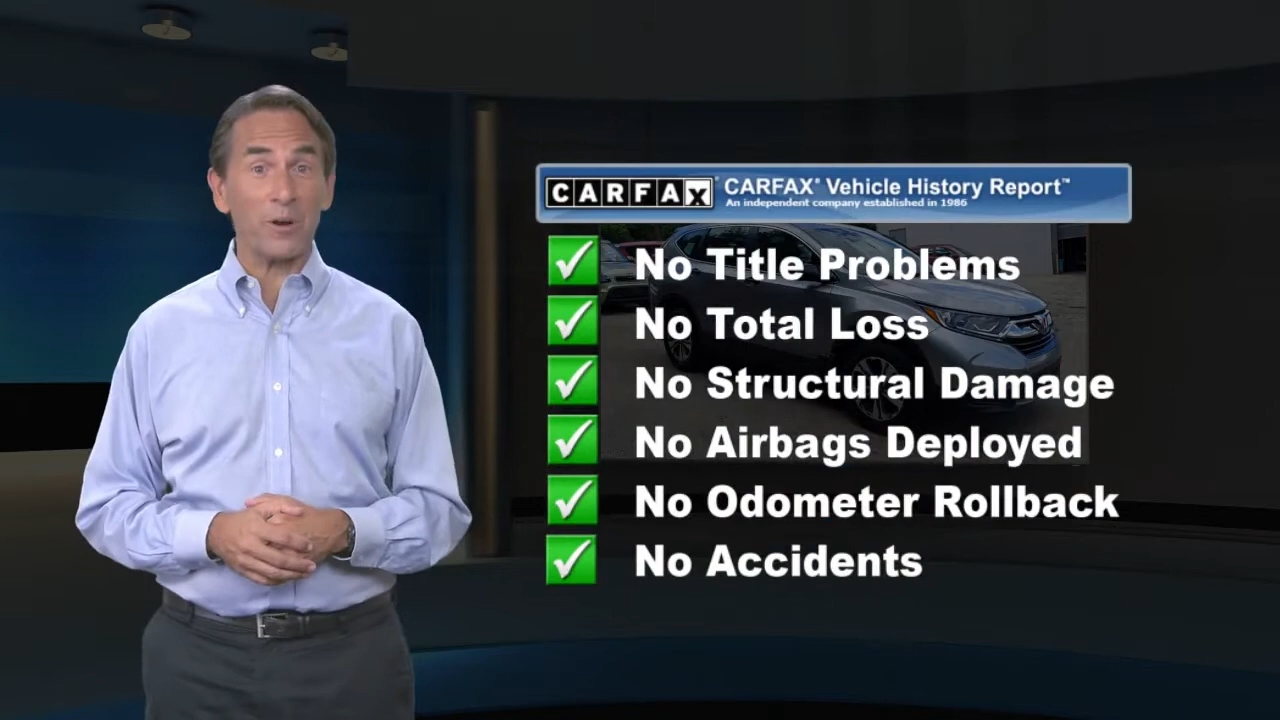 CARFAX
CARFAX® Vehicle History Report™
An independent company established in 1986
No Title Problems
No Total Loss
No Structural Damage
No Airbags Deployed
No Odometer Rollback
No Accidents